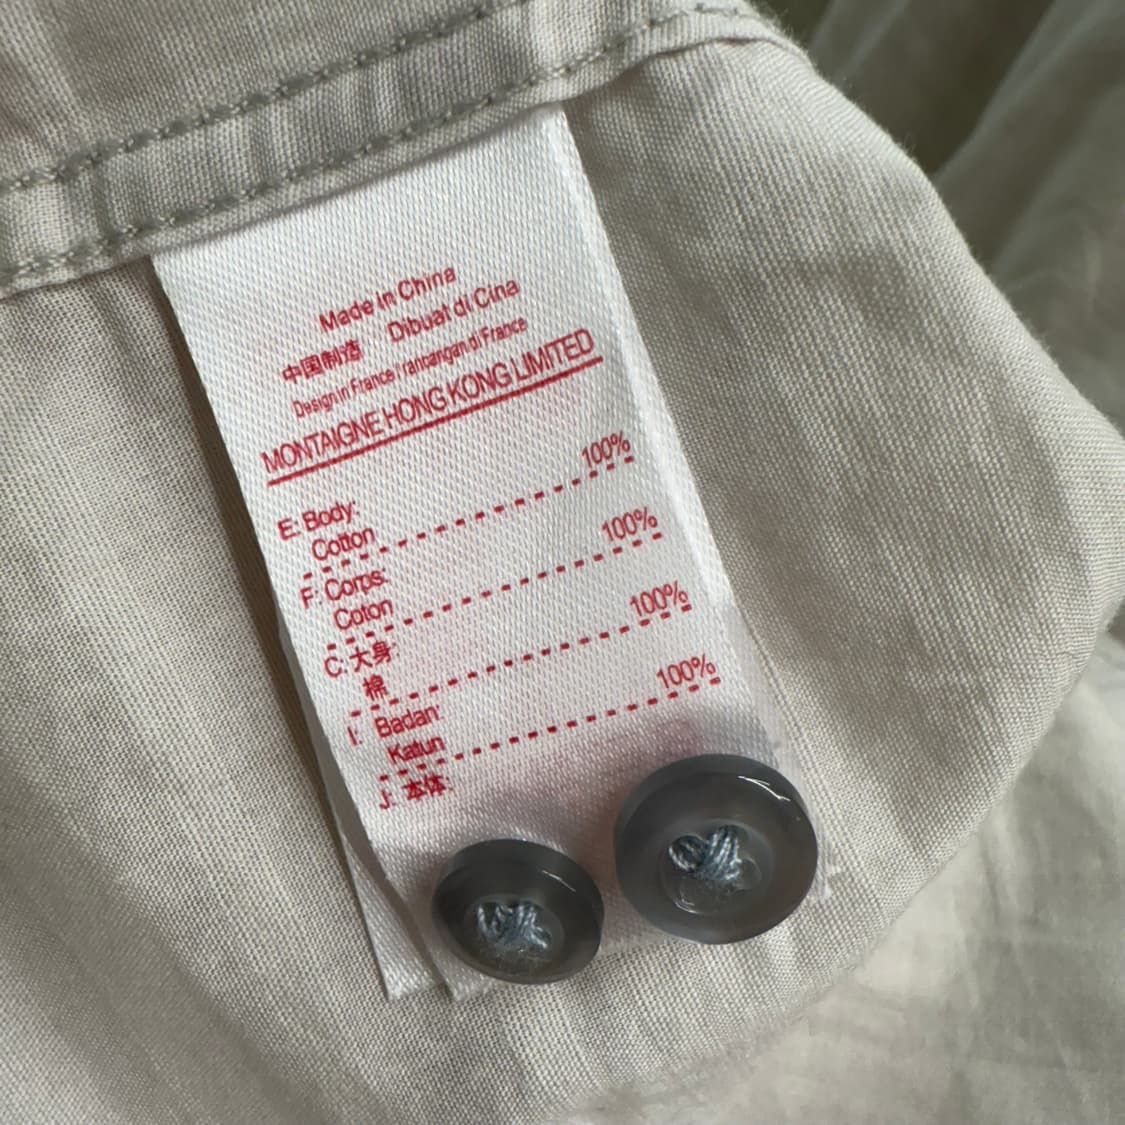 Made in China
中国制造 Dibuat di Cina
Design in France 'rancangan di France
MONTAIGNE HONG KONG LIMITED
E: Body:
Cotton 100%
F: Corps:
Coton 100%
C: 大身:
棉 100%
I: Badan:
Katun 100%
J: 本体: